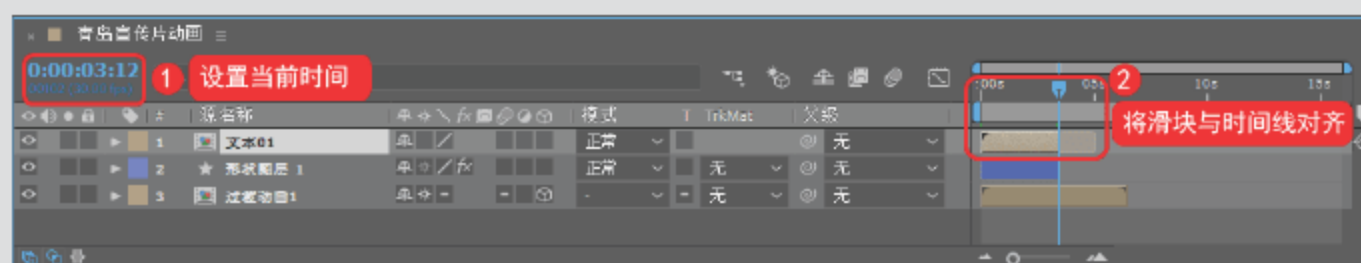 青岛宣传片动画
0:00:03:12
1 设置当前时间
:00s 05s 10s 15s
2
将滑块与时间线对齐
# 源名称 fx 模式 T TrkMat 父级
1 文本01 正常 无
2 形状图层 1 fx 正常 无 无
3 过渡动画1 - 无 无